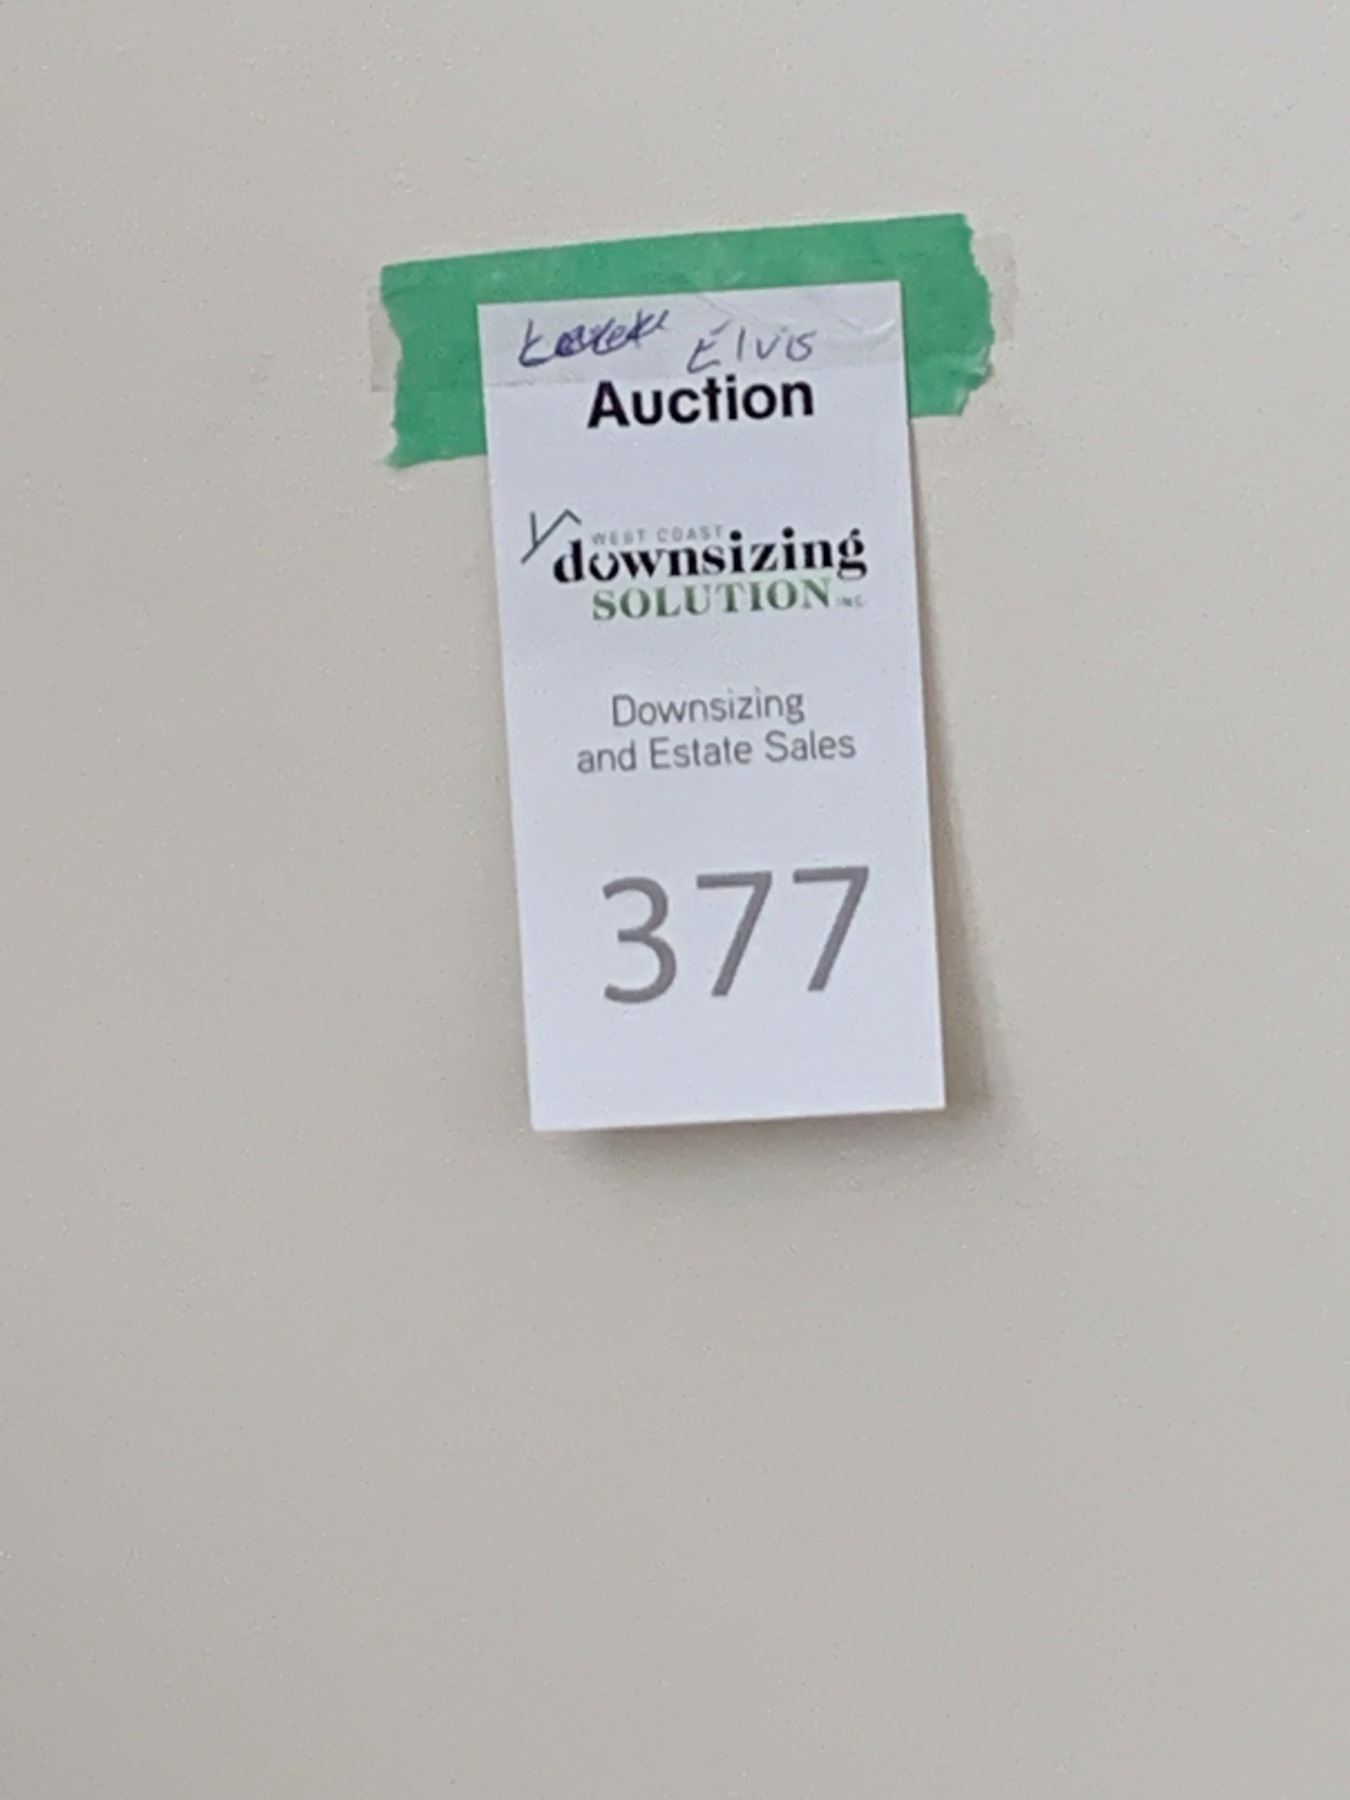 Elvis
Auction
WEST COAST
downsizing
SOLUTION INC
Downsizing
and Estate Sales
377